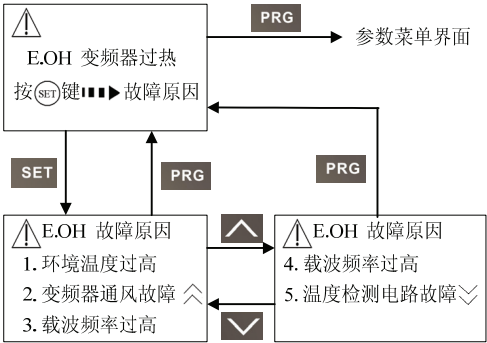 PRG
参数菜单界面
E.OH 变频器过热
按SET键故障原因
SET
PRG
PRG
E.OH 故障原因
1. 环境温度过高
2. 变频器通风故障
3. 载波频率过高
E.OH 故障原因
4. 载波频率过高
5. 温度检测电路故障